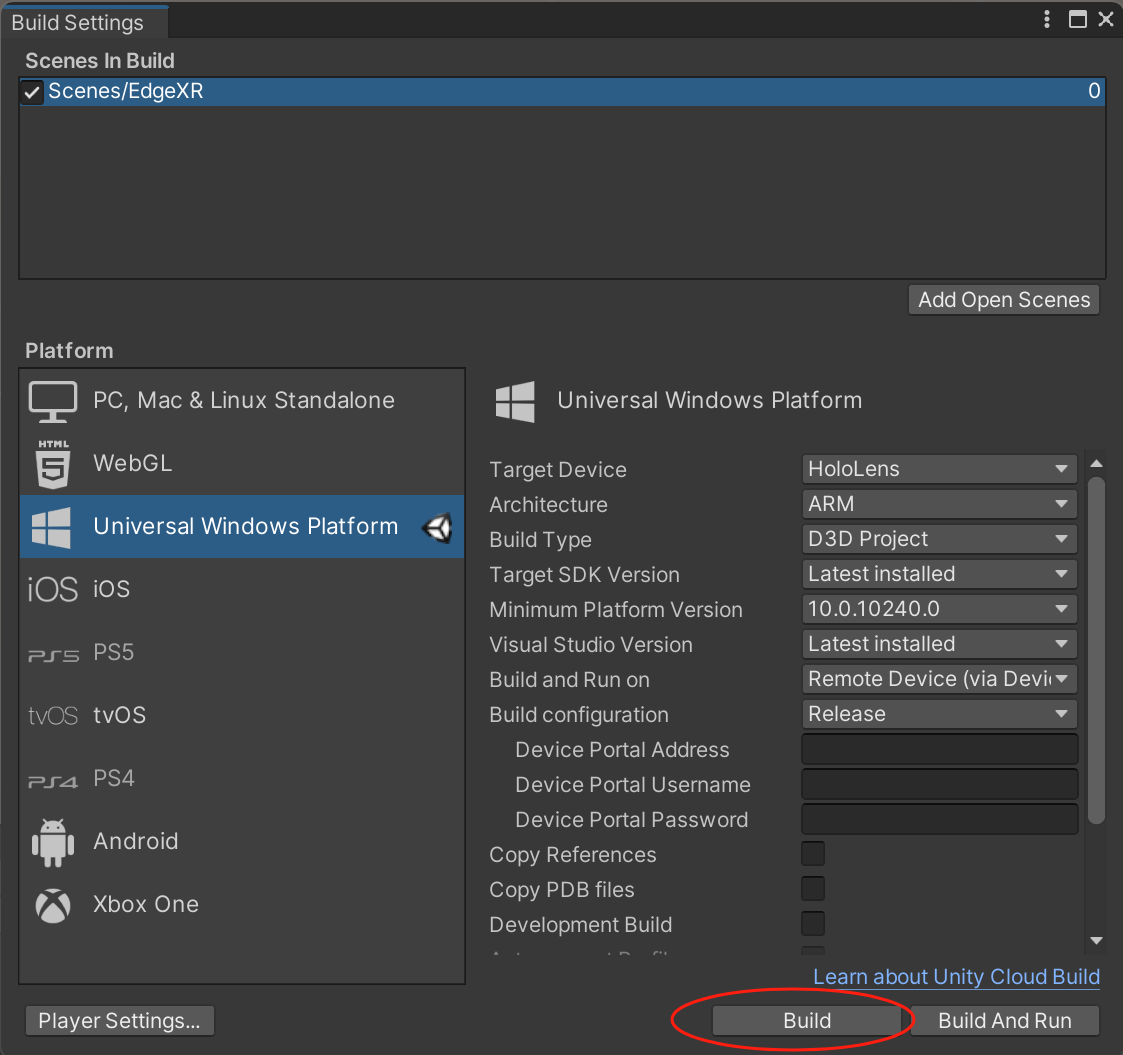 Build Settings
Scenes In Build
Scenes/EdgeXR 0
Add Open Scenes
Platform
PC, Mac & Linux Standalone
HTML
5
WebGL
Universal Windows Platform
iOS iOS
PS5 PS5
tvOS tvOS
PS4 PS4
Android
Xbox One
Universal Windows Platform
Target Device HoloLens
Architecture ARM
Build Type D3D Project
Target SDK Version Latest installed
Minimum Platform Version 10.0.10240.0
Visual Studio Version Latest installed
Build and Run on Remote Device (via Devic
Build configuration Release
Device Portal Address
Device Portal Username
Device Portal Password
Copy References
Copy PDB files
Development Build
Learn about Unity Cloud Build
Player Settings... Build Build And Run